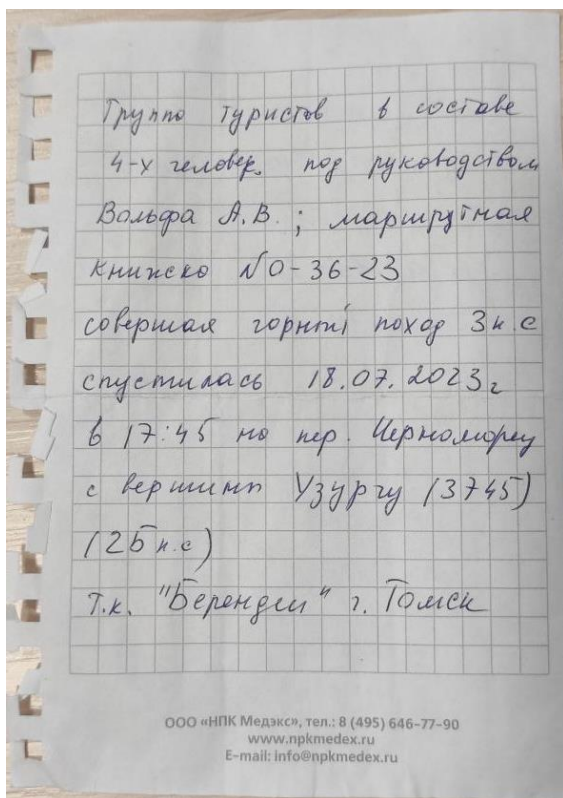 Группа туристов в составе
4-х человек. под руководством
Вольфа А.В.; маршрутная
книжка №0-36-23
совершая горный поход 3 к.с
спустилась 18.07.2023г
в 17:45 на пер. Черноморец
с вершины Узургу (3745)
(2Б к.с)
Т.к. "Берендеи" г. Томск
ООО «НПК Медэкс», тел.: 8 (495) 646-77-90
www.npkmedex.ru
E-mail: info@npkmedex.ru